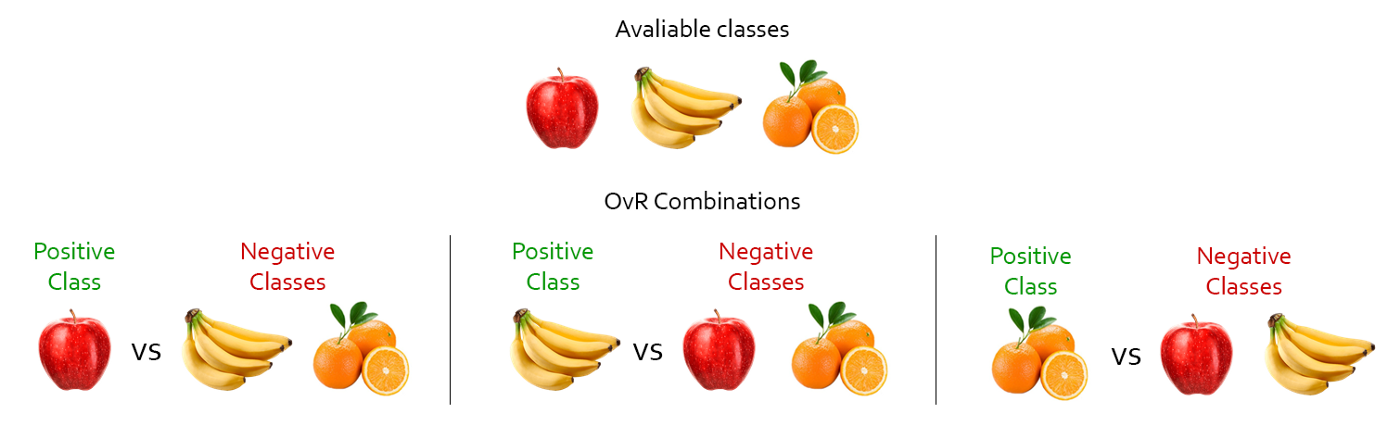 Avaliable classes
OvR Combinations
Positive
Class
Negative
Classes
vs
Positive
Class
Negative
Classes
vs
Positive
Class
Negative
Classes
vs